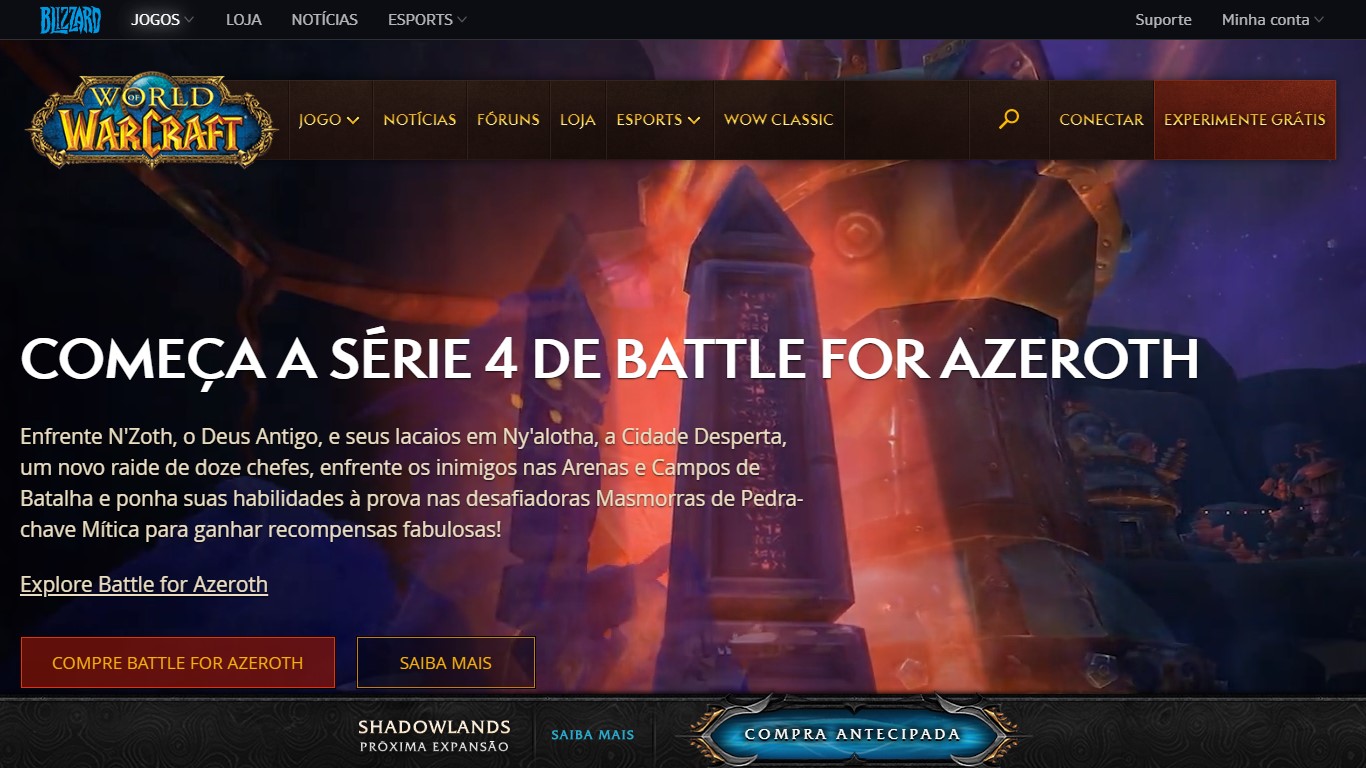 BLIZZARD JOGOS LOJA NOTÍCIAS ESPORTS Suporte Minha conta
WORLD OF WARCRAFT
JOGO NOTÍCIAS FÓRUNS LOJA ESPORTS WOW CLASSIC CONECTAR EXPERIMENTE GRÁTIS
COMEÇA A SÉRIE 4 DE BATTLE FOR AZEROTH
Enfrente N'Zoth, o Deus Antigo, e seus lacaios em Ny'alotha, a Cidade Desperta,
um novo raide de doze chefes, enfrente os inimigos nas Arenas e Campos de
Batalha e ponha suas habilidades à prova nas desafiadoras Masmorras de Pedra-
chave Mítica para ganhar recompensas fabulosas!
Explore Battle for Azeroth
COMPRE BATTLE FOR AZEROTH SAIBA MAIS
SHADOWLANDS
PRÓXIMA EXPANSÃO
SAIBA MAIS
COMPRA ANTECIPADA